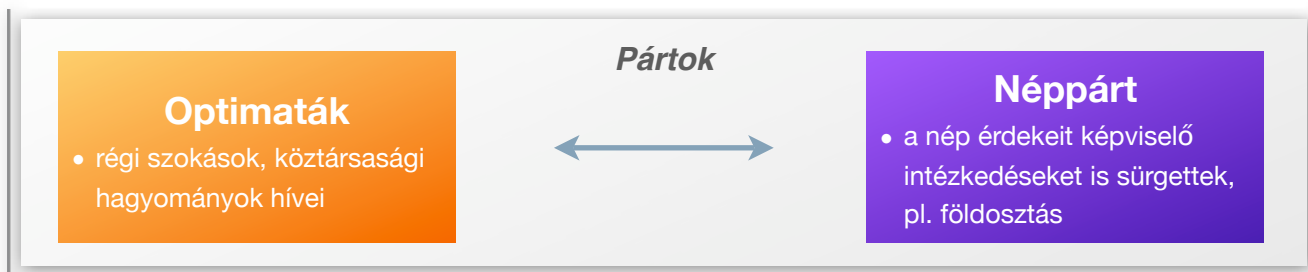 Pártok
Optimaták
• régi szokások, köztársasági
hagyományok hívei
Néppárt
• a nép érdekeit képviselő
intézkedéseket is sürgettek,
pl. földosztás